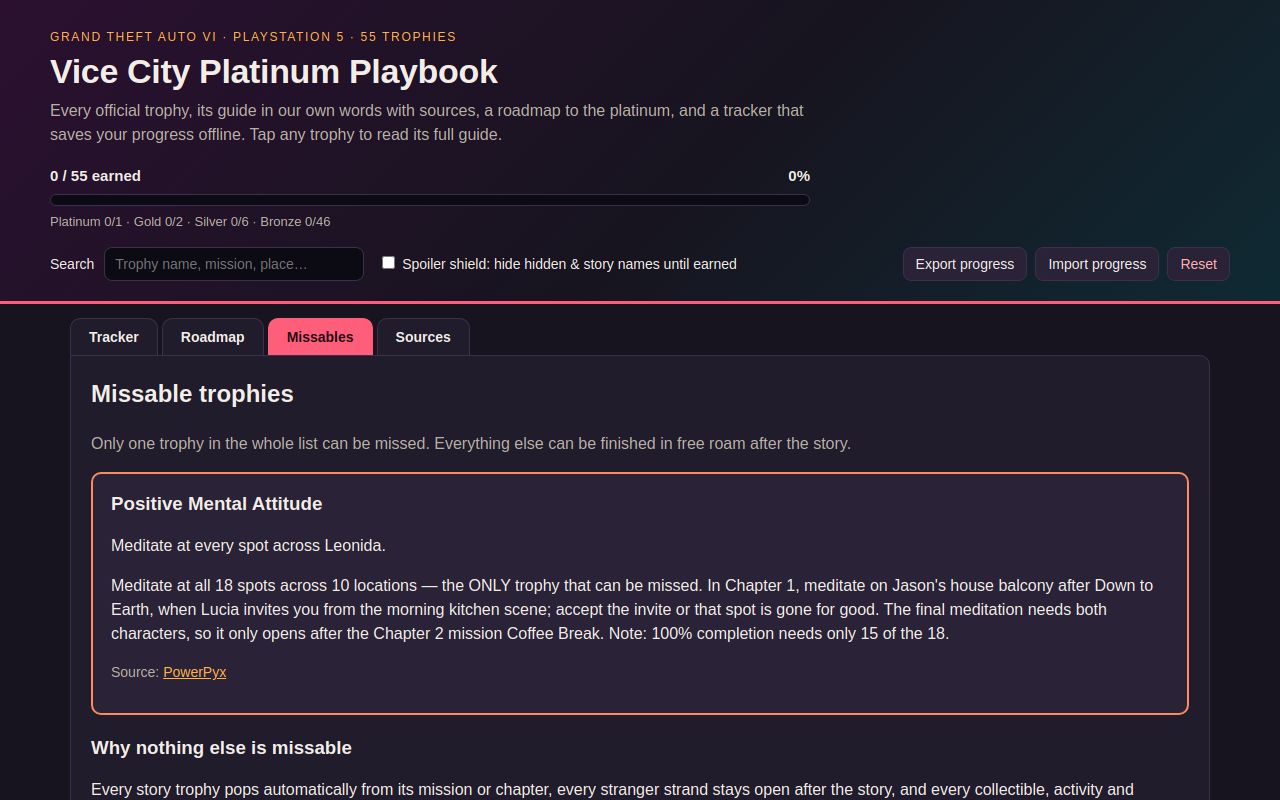 GRAND THEFT AUTO VI · PLAYSTATION 5 · 55 TROPHIES
Vice City Platinum Playbook
Every official trophy, its guide in our own words with sources, a roadmap to the platinum, and a tracker that
saves your progress offline. Tap any trophy to read its full guide.
0 / 55 earned 0%
Platinum 0/1 · Gold 0/2 · Silver 0/6 · Bronze 0/46
Search Trophy name, mission, place… Spoiler shield: hide hidden & story names until earned Export progress Import progress Reset
Tracker Roadmap Missables Sources
Missable trophies
Only one trophy in the whole list can be missed. Everything else can be finished in free roam after the story.
Positive Mental Attitude
Meditate at every spot across Leonida.
Meditate at all 18 spots across 10 locations — the ONLY trophy that can be missed. In Chapter 1, meditate on Jason's house balcony after Down to
Earth, when Lucia invites you from the morning kitchen scene; accept the invite or that spot is gone for good. The final meditation needs both
characters, so it only opens after the Chapter 2 mission Coffee Break. Note: 100% completion needs only 15 of the 18.
Source: PowerPyx
Why nothing else is missable
Every story trophy pops automatically from its mission or chapter, every stranger strand stays open after the story, and every collectible, activity and